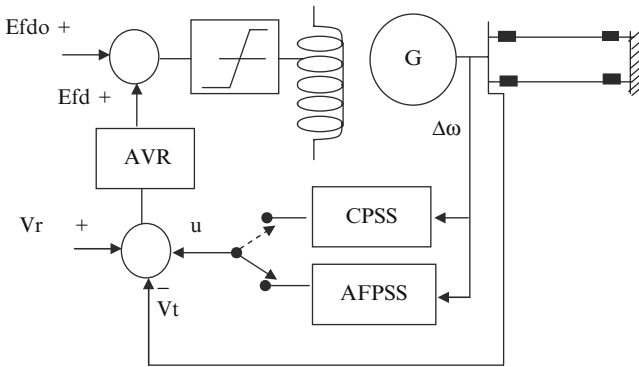 Efdo +
G
Efd +
Δω
AVR
CPSS
Vr
+
u
AFPSS
−
Vt